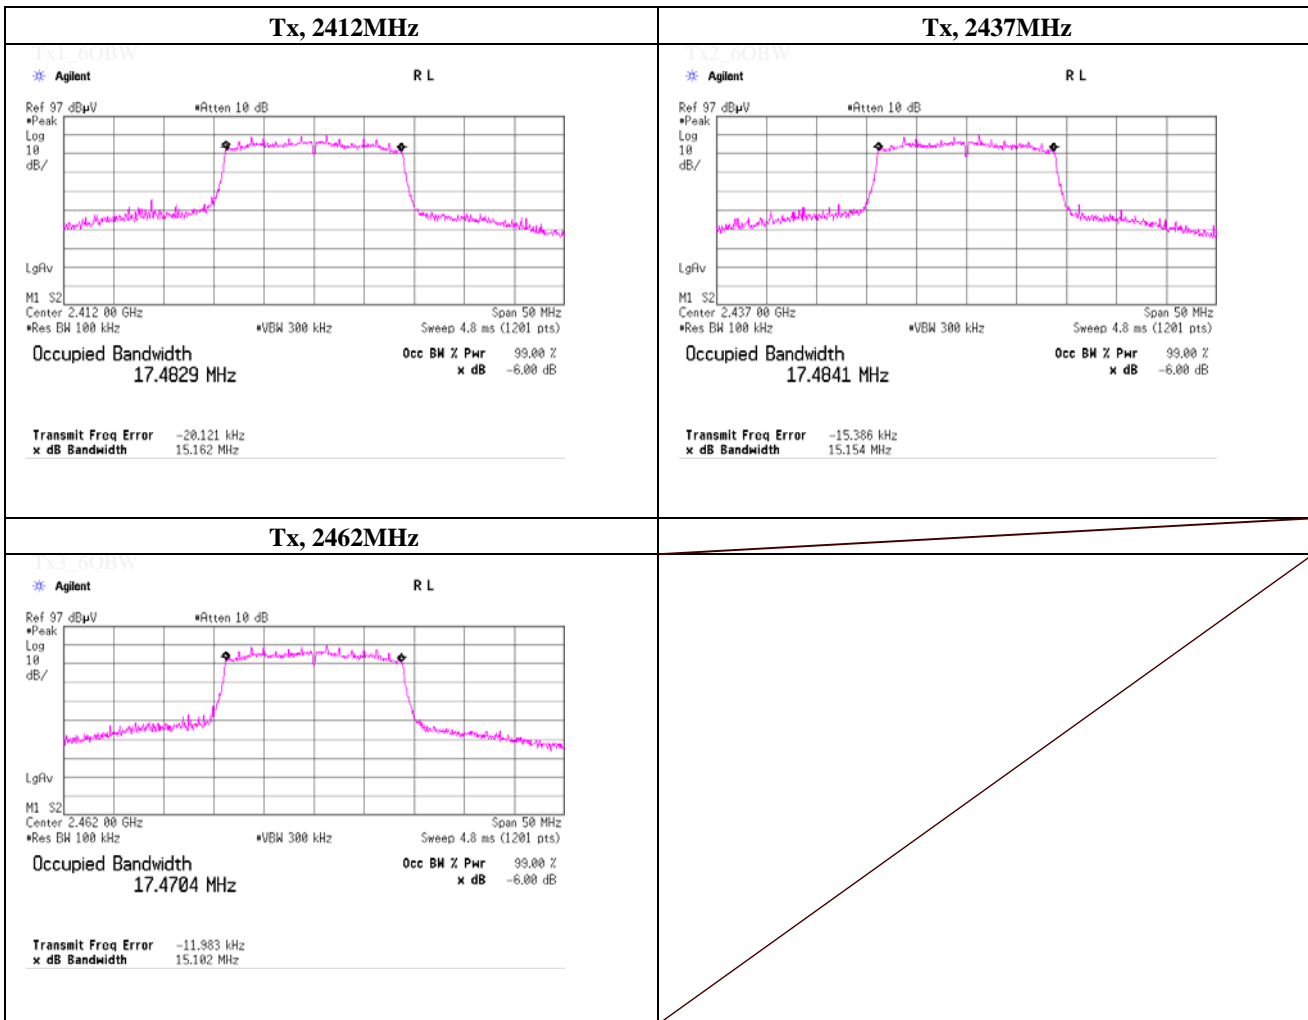 Tx, 2412MHz
Tx1_6OBW
Agilent
R L
Ref 97 dBµV
#Atten 10 dB
#Peak
Log
10
dB/
LgAv
M1 S2
Center 2.412 00 GHz
Span 50 MHz
#Res BW 100 kHz
#VBW 300 kHz
Sweep 4.8 ms (1201 pts)
Occupied Bandwidth
17.4829 MHz
Occ BW % Pwr 99.00 %
x dB -6.00 dB
Transmit Freq Error -20.121 kHz
x dB Bandwidth 15.162 MHz
Tx, 2437MHz
Tx2_6OBW
Agilent
R L
Ref 97 dBµV
#Atten 10 dB
#Peak
Log
10
dB/
LgAv
M1 S2
Center 2.437 00 GHz
Span 50 MHz
#Res BW 100 kHz
#VBW 300 kHz
Sweep 4.8 ms (1201 pts)
Occupied Bandwidth
17.4841 MHz
Occ BW % Pwr 99.00 %
x dB -6.00 dB
Transmit Freq Error -15.386 kHz
x dB Bandwidth 15.154 MHz
Tx, 2462MHz
Tx3_6OBW
Agilent
R L
Ref 97 dBµV
#Atten 10 dB
#Peak
Log
10
dB/
LgAv
M1 S2
Center 2.462 00 GHz
Span 50 MHz
#Res BW 100 kHz
#VBW 300 kHz
Sweep 4.8 ms (1201 pts)
Occupied Bandwidth
17.4704 MHz
Occ BW % Pwr 99.00 %
x dB -6.00 dB
Transmit Freq Error -11.983 kHz
x dB Bandwidth 15.102 MHz